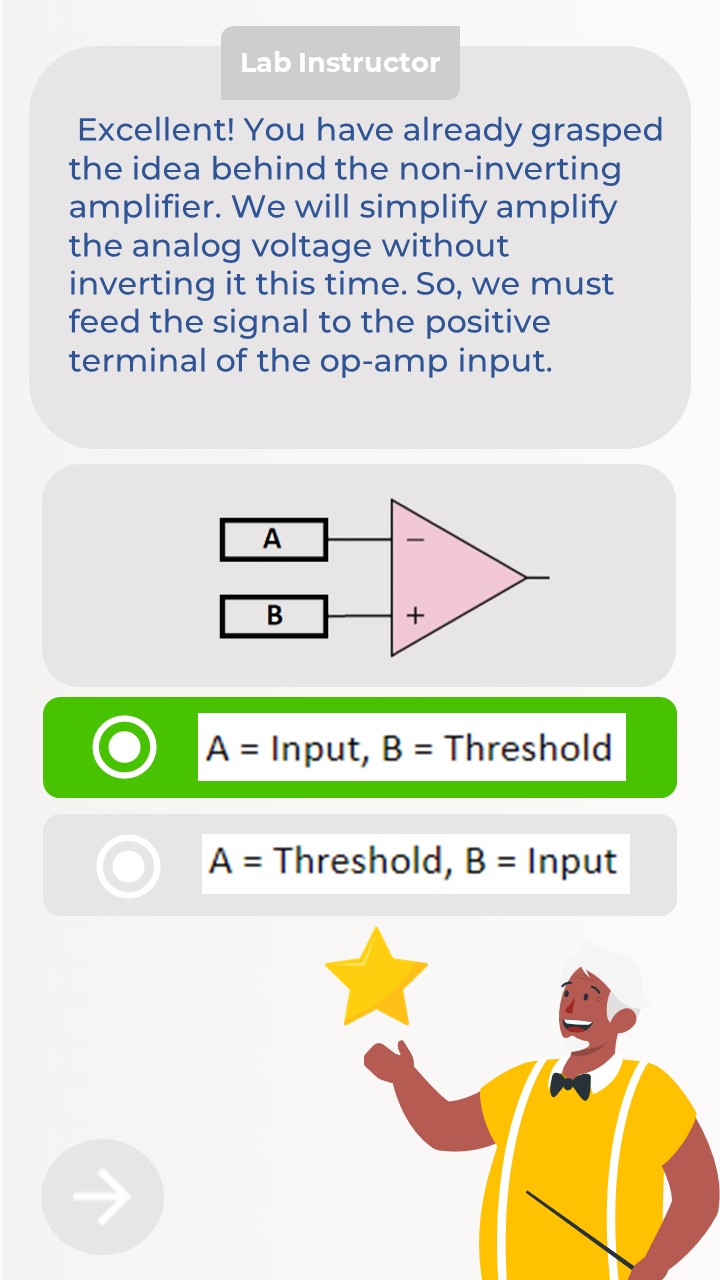 Lab Instructor
Excellent! You have already grasped
the idea behind the non-inverting
amplifier. We will simplify amplify
the analog voltage without
inverting it this time. So, we must
feed the signal to the positive
terminal of the op-amp input.
A
−
B
+
A = Input, B = Threshold
A = Threshold, B = Input